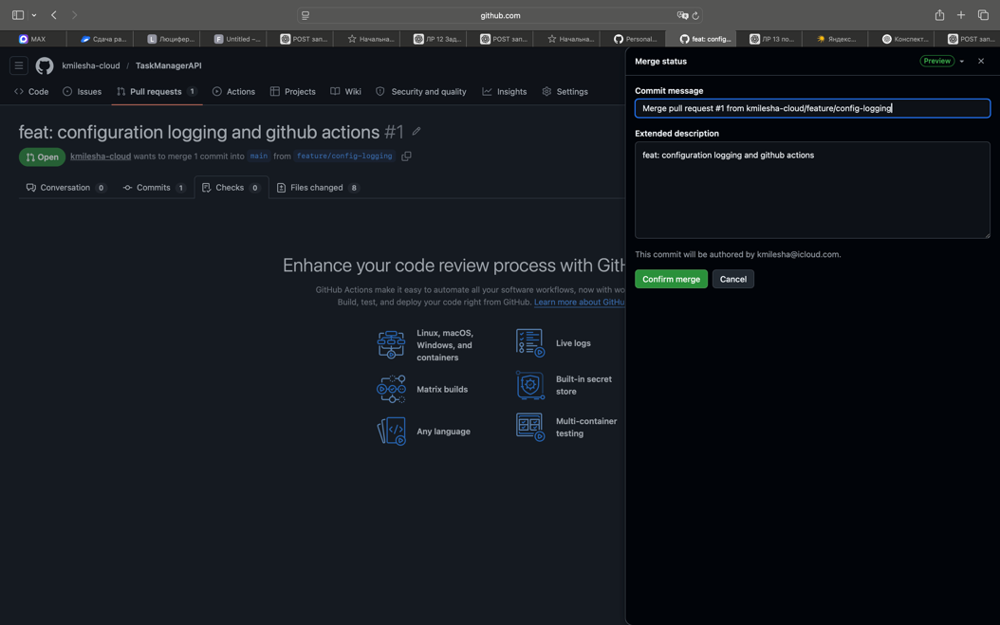 github.com
MAX
Сдача ра...
Люцифер...
Untitled –...
POST зап...
Начальна...
ЛР 12 Зад...
POST зап...
Начальна...
Personal...
feat: config...
ЛР 13 по...
Яндекс...
Конспект...
POST зап...
kmilesha-cloud / TaskManagerAPI
Code
Issues
Pull requests 1
Actions
Projects
Wiki
Security and quality
Insights
Settings
feat: configuration logging and github actions #1
Open kmilesha-cloud wants to merge 1 commit into main from feature/config-logging
Conversation 0
Commits 1
Checks 0
Files changed 8
Enhance your code review process with GitH
GitHub Actions make it easy to automate all your software workflows, now with wo
Build, test, and deploy your code right from GitHub. Learn more about GitHu
Linux, macOS,
Windows, and
containers
Live logs
Matrix builds
Built-in secret
store
Any language
Multi-container
testing
Merge status
Preview
Commit message
Merge pull request #1 from kmilesha-cloud/feature/config-logging
Extended description
feat: configuration logging and github actions
This commit will be authored by kmilesha@icloud.com.
Confirm merge
Cancel